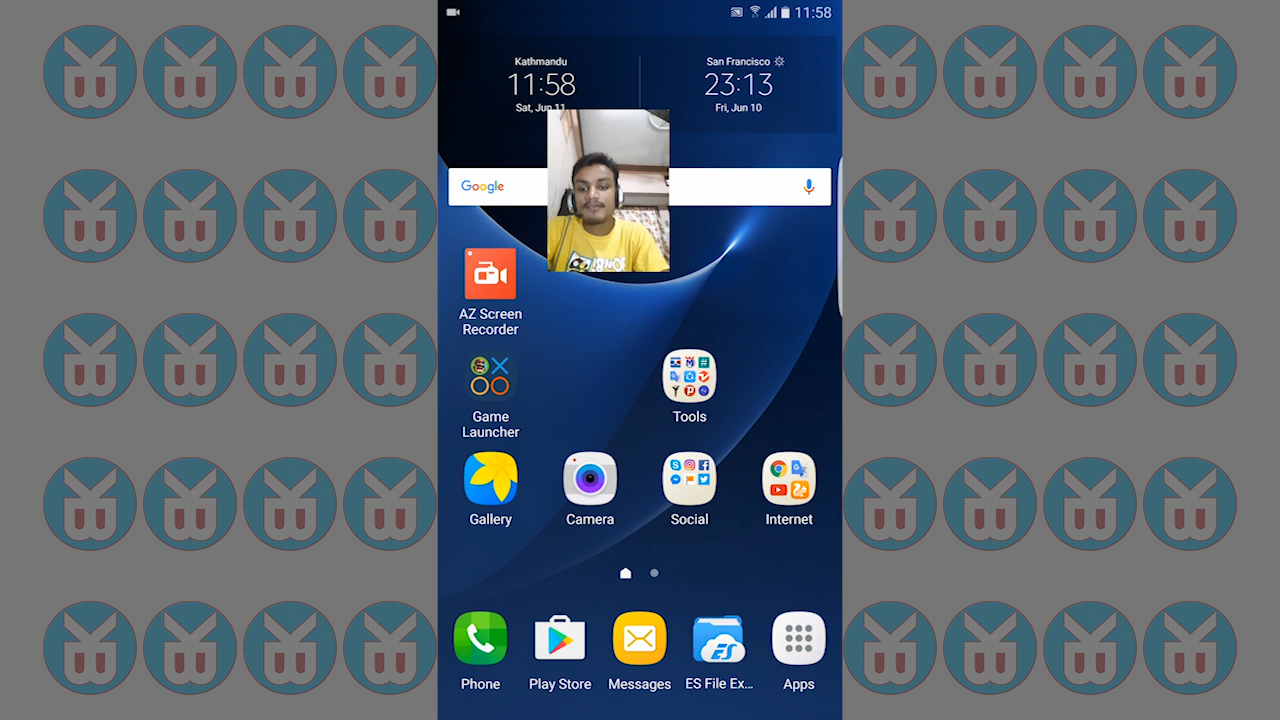 11:58
Kathmandu
11:58
Sat, Jun 11
San Francisco
23:13
Fri, Jun 10
Google
AZ Screen
Recorder
Game
Launcher
Tools
Gallery
Camera
Social
Internet
Phone
Play Store
Messages
ES File Ex...
Apps